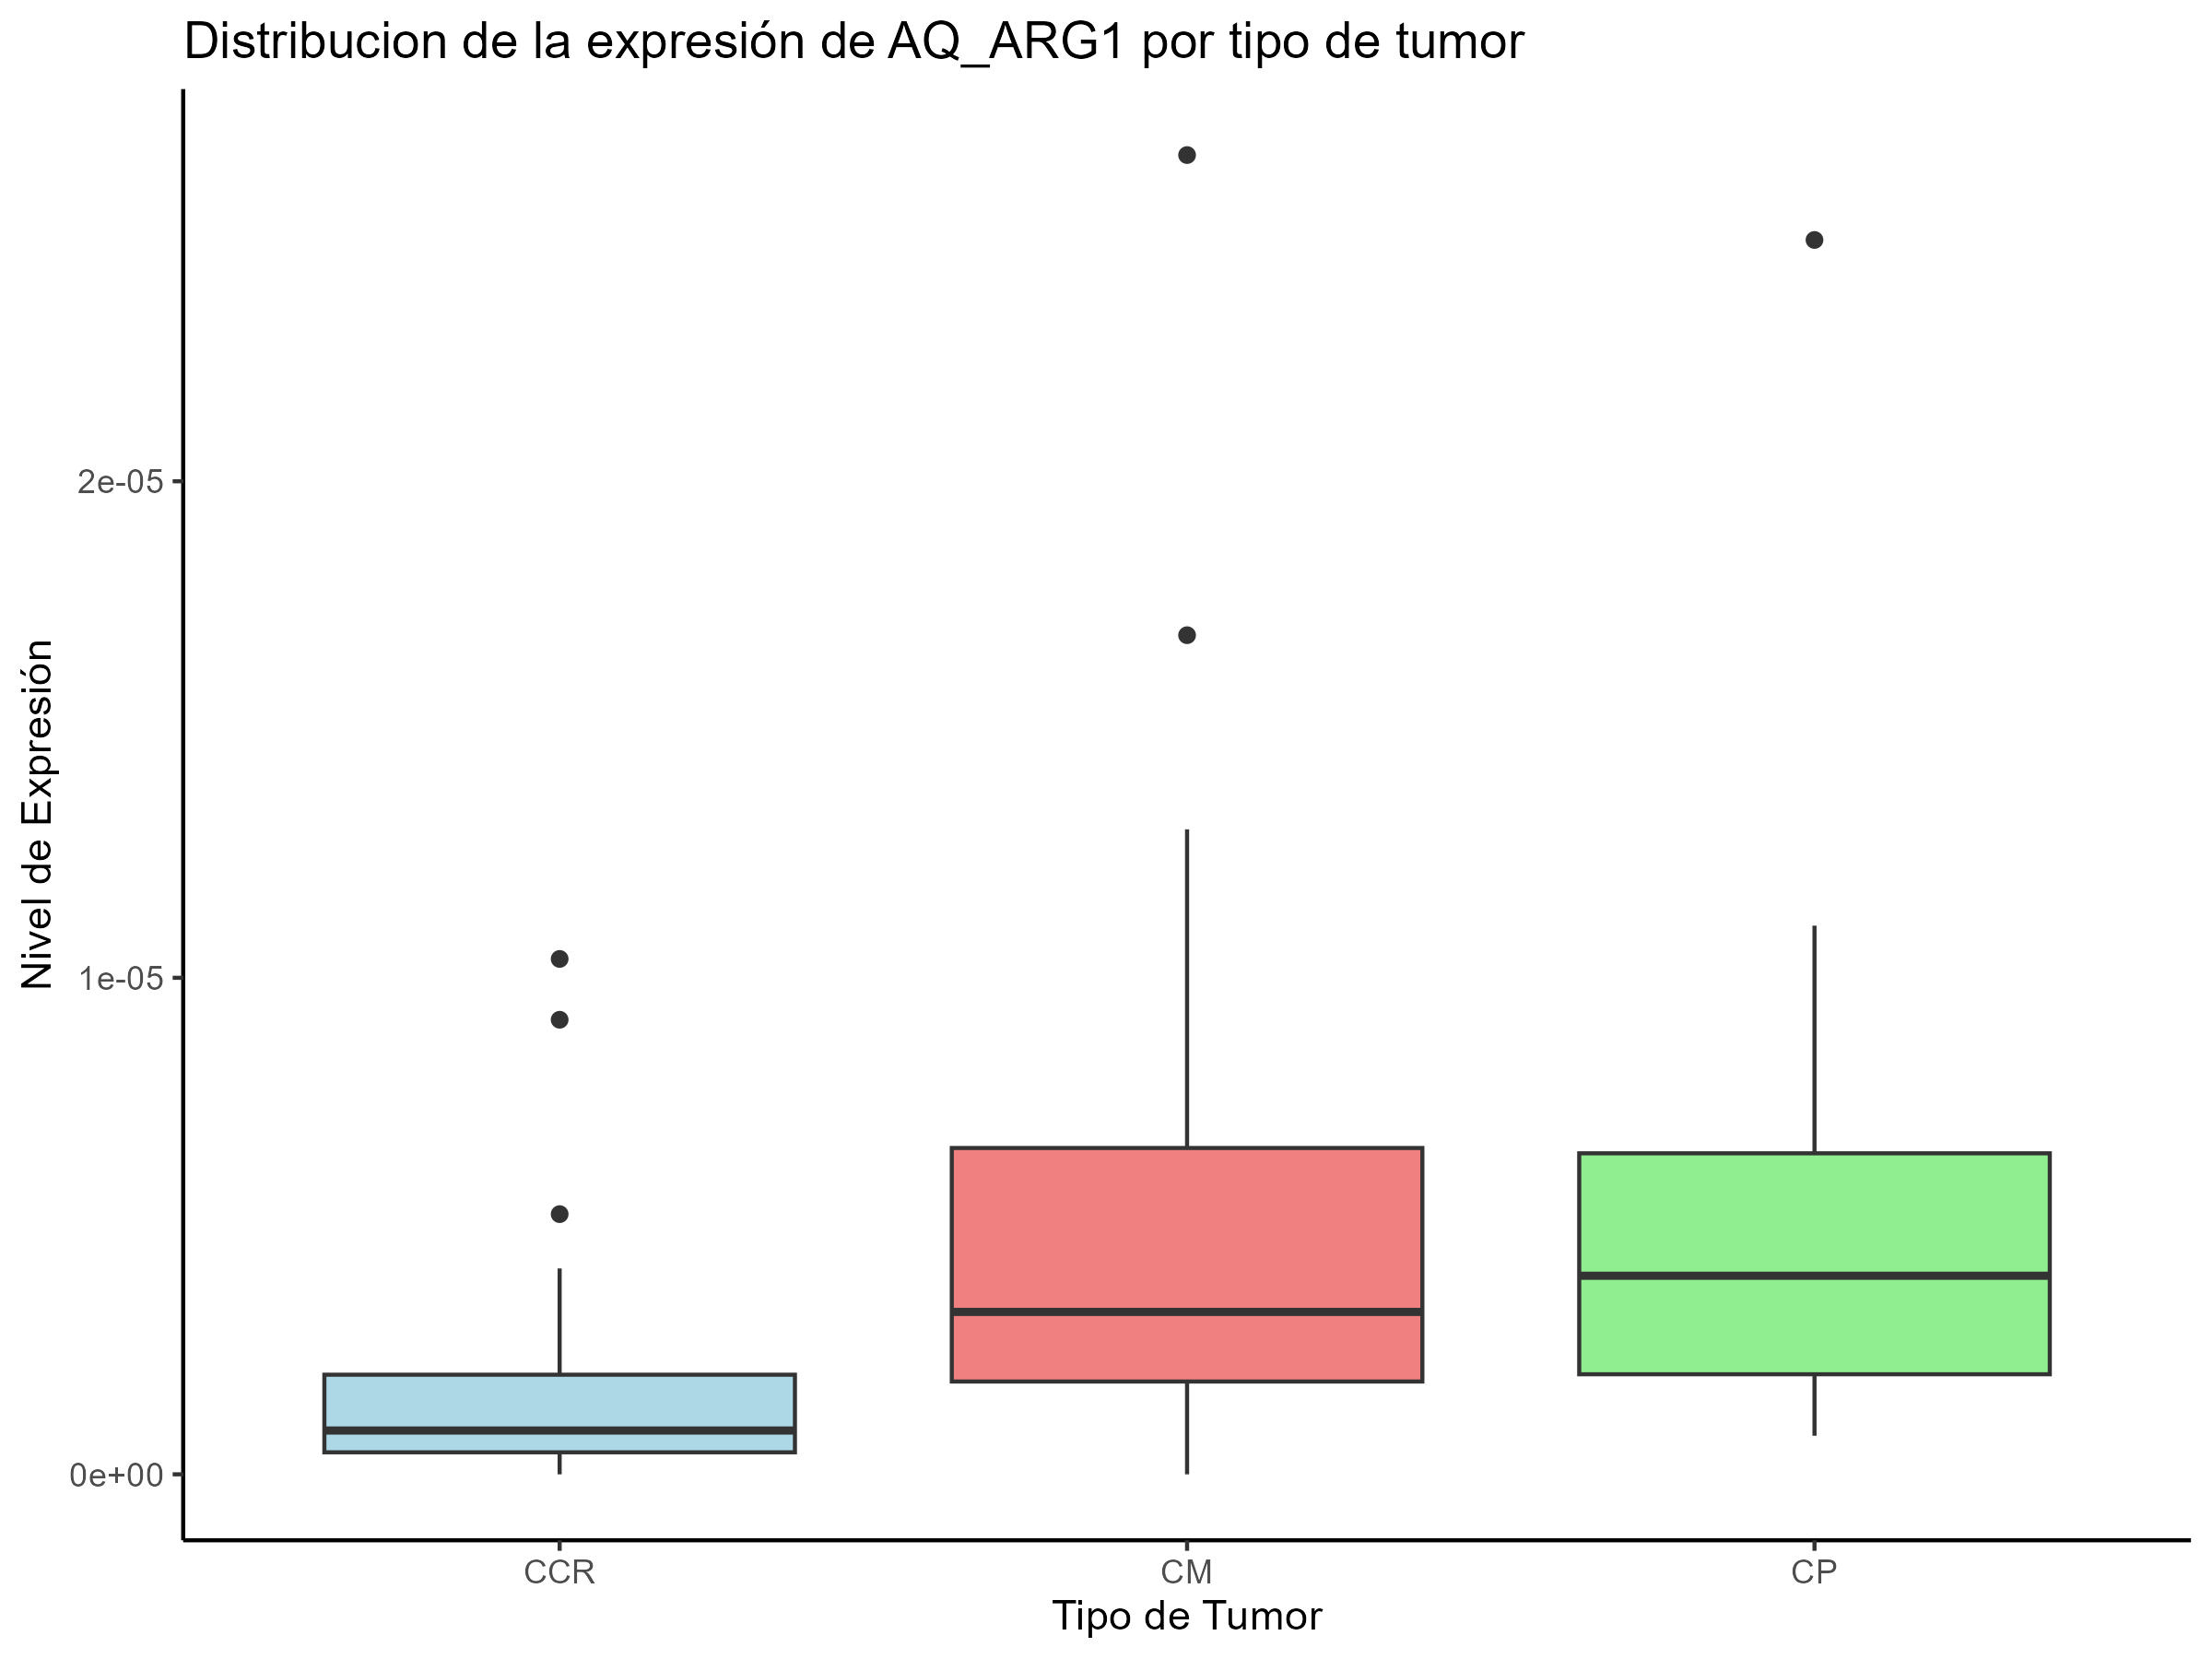 Distribucion de la expresión de AQ_ARG1 por tipo de tumor
Nivel de Expresión
2e-05
1e-05
0e+00
CCR
CM
CP
Tipo de Tumor